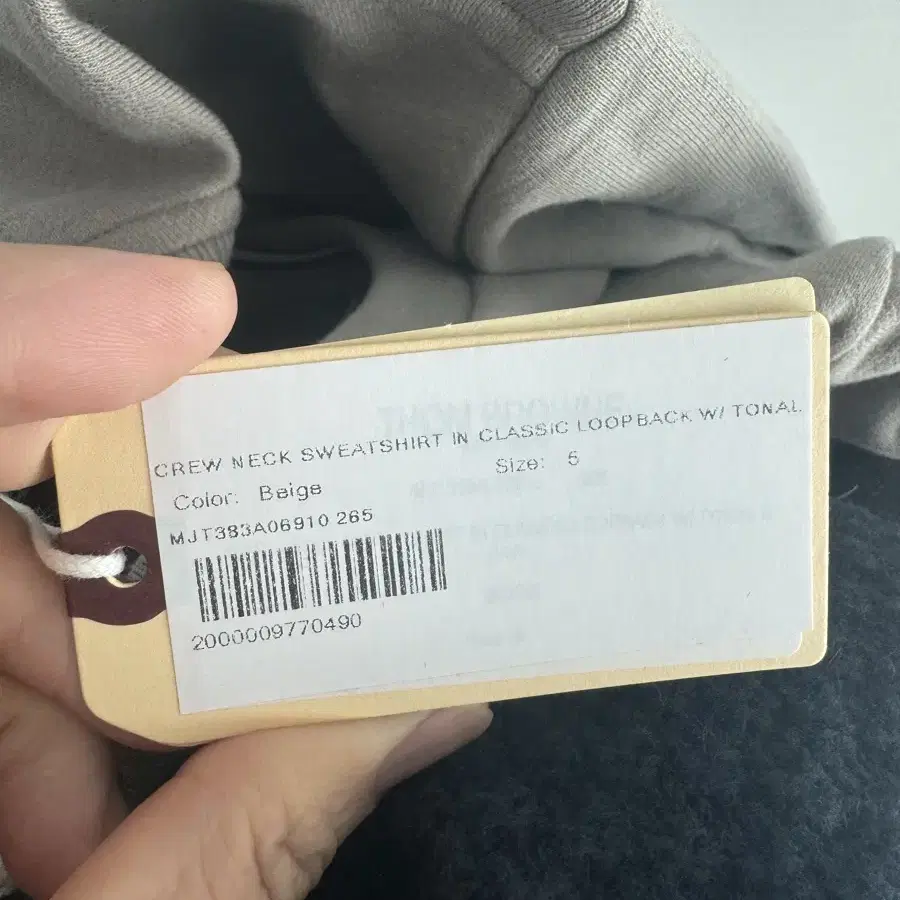 CREW NECK SWEATSHIRT IN CLASSIC LOOPBACK W/ TONAL
Color: Beige Size: 5
MJT383A06910 265
2000009770490